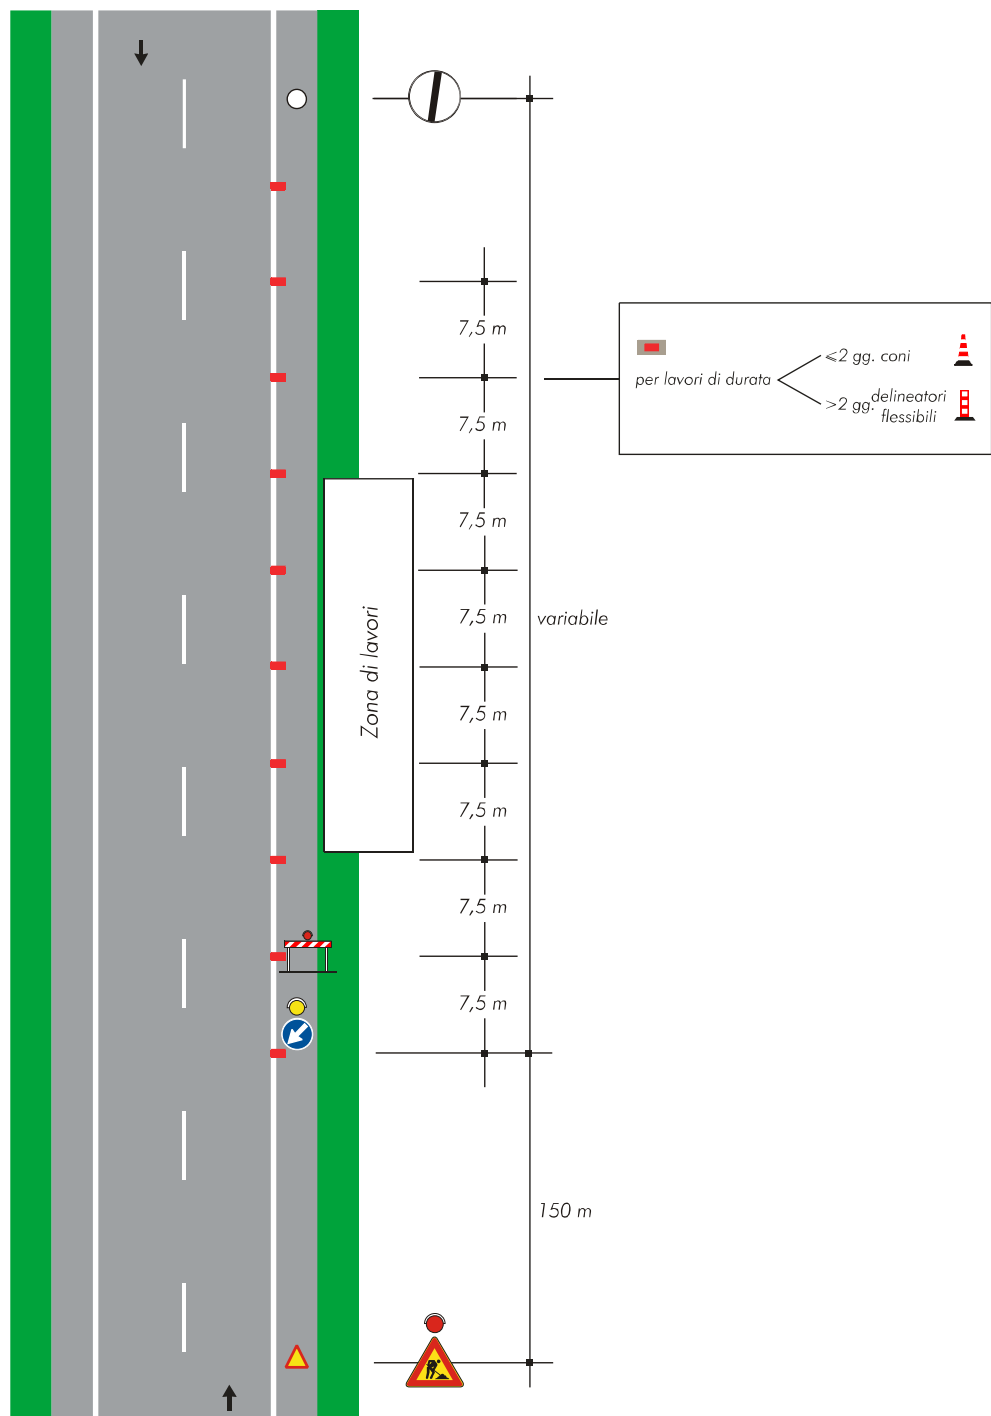 7,5 m
per lavori di durata
⩽2 gg. coni
>2 gg. delineatori
flessibili
7,5 m
7,5 m
7,5 m
variabile
Zona di lavori
7,5 m
7,5 m
7,5 m
7,5 m
150 m